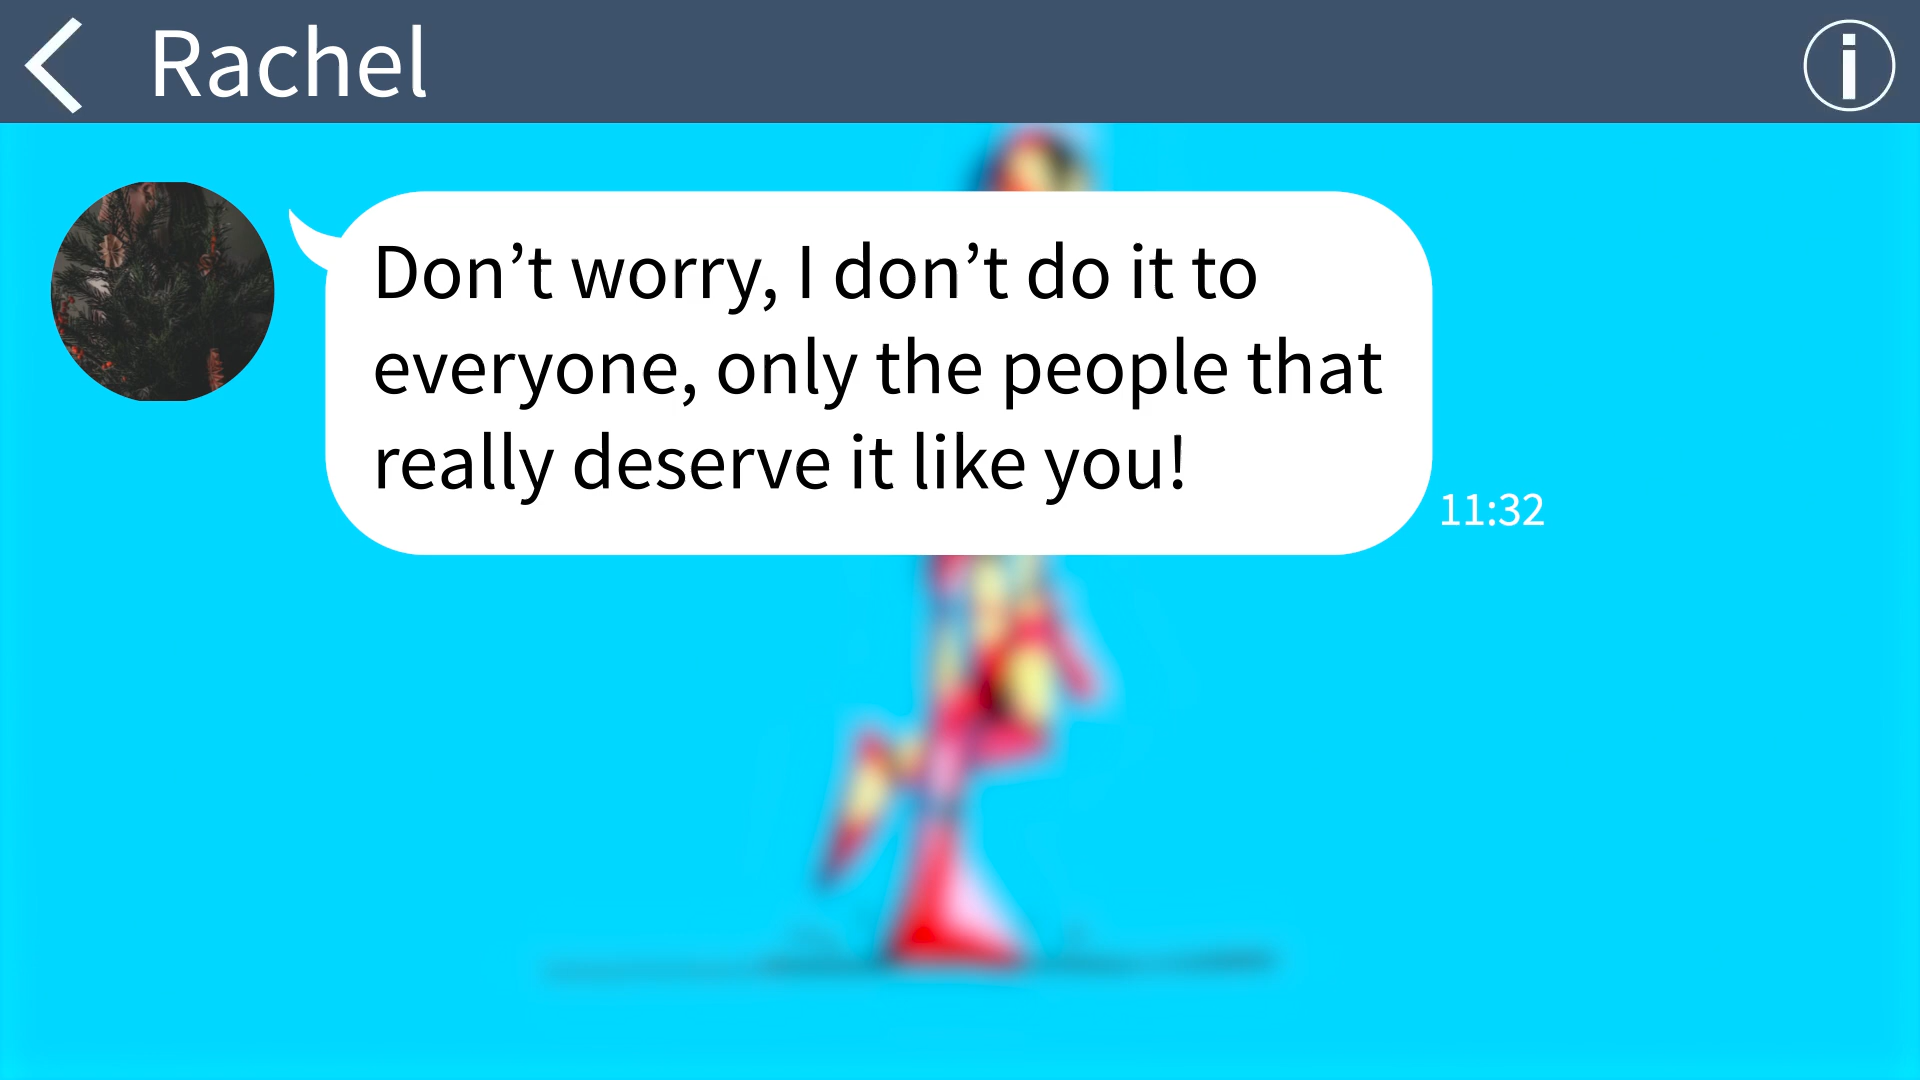 Rachel
Don’t worry, I don’t do it to
everyone, only the people that
really deserve it like you!
11:32